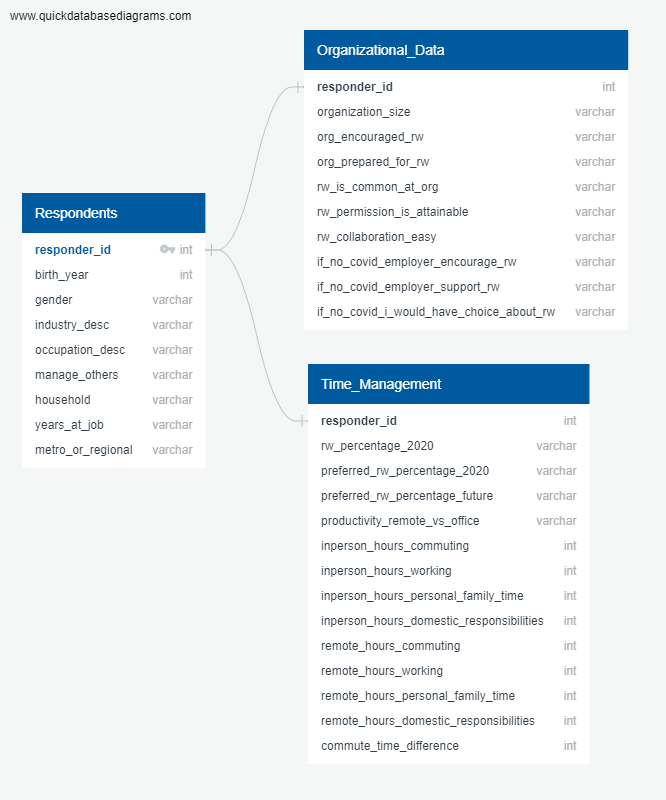 www.quickdatabasediagrams.com
Organizational_Data
responder_id int
organization_size varchar
org_encouraged_rw varchar
org_prepared_for_rw varchar
rw_is_common_at_org varchar
rw_permission_is_attainable varchar
rw_collaboration_easy varchar
if_no_covid_employer_encourage_rw varchar
if_no_covid_employer_support_rw varchar
if_no_covid_i_would_have_choice_about_rw varchar
Respondents
responder_id int
birth_year int
gender varchar
industry_desc varchar
occupation_desc varchar
manage_others varchar
household varchar
years_at_job varchar
metro_or_regional varchar
Time_Management
responder_id int
rw_percentage_2020 varchar
preferred_rw_percentage_2020 varchar
preferred_rw_percentage_future varchar
productivity_remote_vs_office varchar
inperson_hours_commuting int
inperson_hours_working int
inperson_hours_personal_family_time int
inperson_hours_domestic_responsibilities int
remote_hours_commuting int
remote_hours_working int
remote_hours_personal_family_time int
remote_hours_domestic_responsibilities int
commute_time_difference int